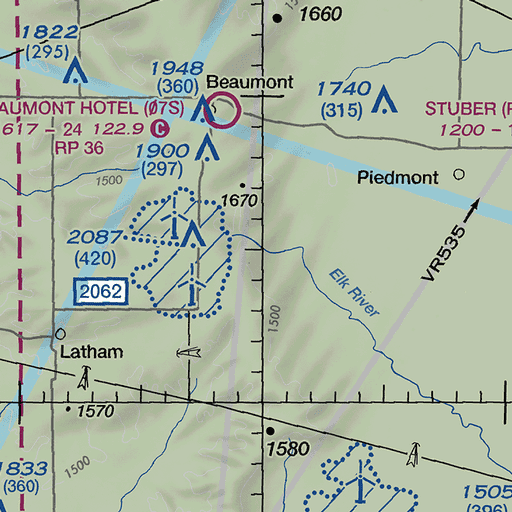 1660
1822
(295)
1948
(360)
Beaumont
1740
(315)
AUMONT HOTEL (Ø7S)
617 - 24 122.9 C
RP 36
STUBER (P
1200 - 1
1900
(297)
1500
1670
Piedmont
2087
(420)
VR535
2062
Elk River
1500
Latham
1570
1580
1833
(360)
1500
1505
(396)